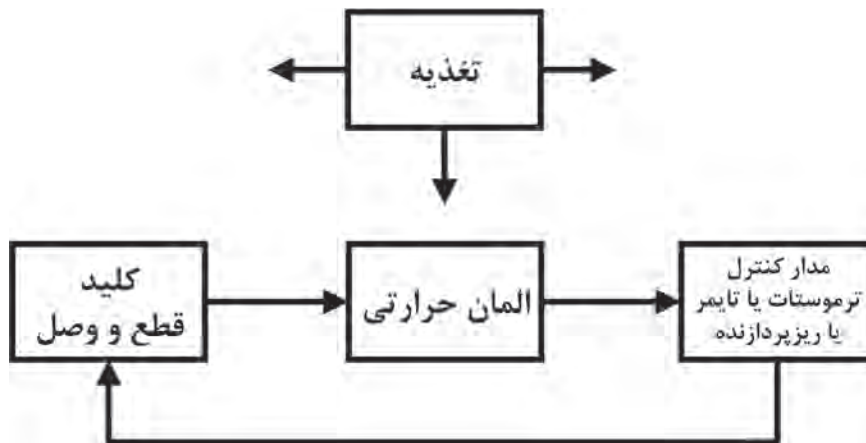 تغذیه
مدار کنترل
ترموستات یا تایمر
یا ریزپردازنده
المان حرارتی
کلید
قطع و وصل